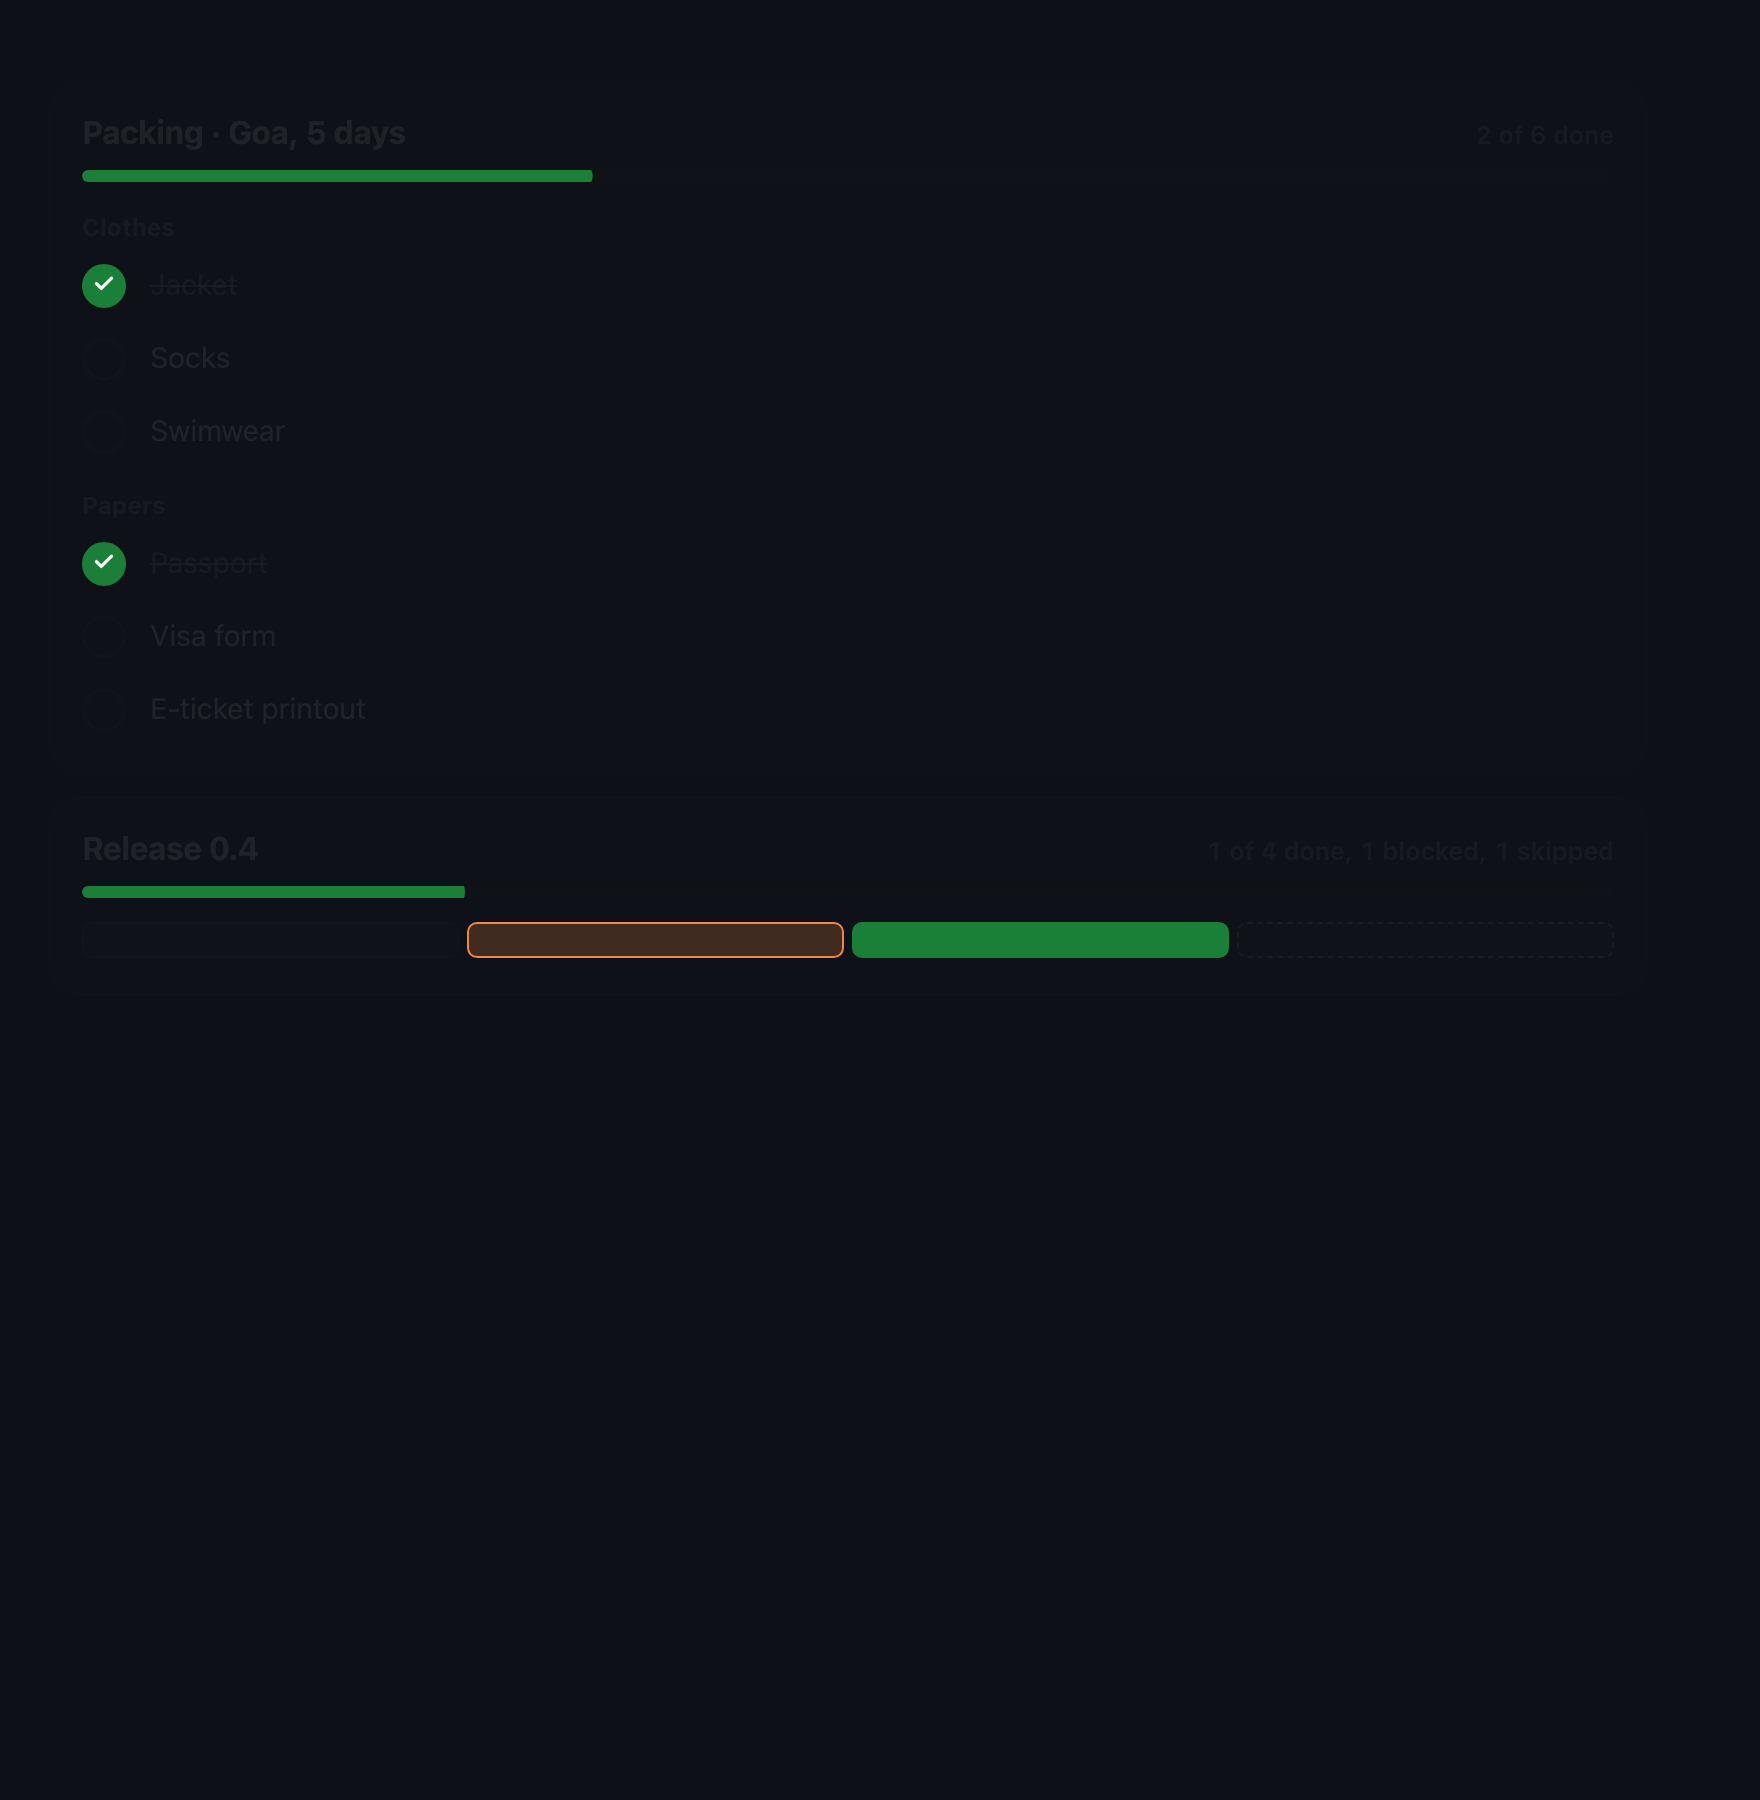 Packing · Goa, 5 days
2 of 6 done
Clothes
Jacket
Socks
Swimwear
Papers
Passport
Visa form
E-ticket printout
Release 0.4
1 of 4 done, 1 blocked, 1 skipped